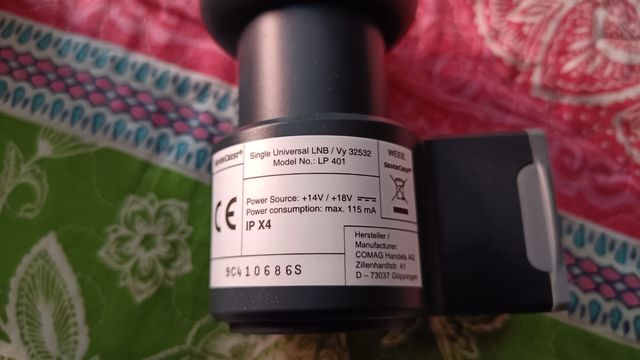 SILVERCREST®
Single Universal LNB / Vy 32532
Model No.: LP 401
WEEE:
SILVERCREST®
CE
Power Source: +14V / +18V
Power consumption: max. 115 mA
IP X4
Hersteller /
Manufacturer:
COMAG Handels AG
Zillenhardtstr. 41
D – 73037 Göppingen
9C410686S